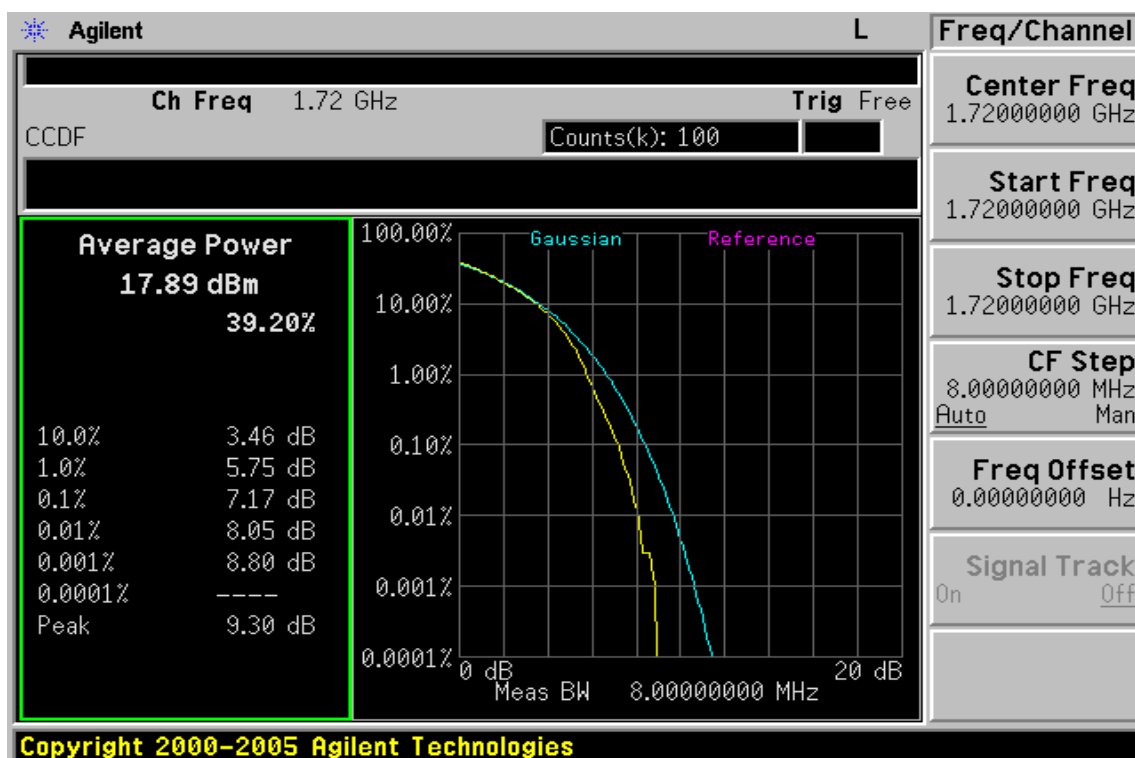 Agilent L
Freq/Channel
Ch Freq 1.72 GHz Trig Free
CCDF Counts(k): 100
Average Power
17.89 dBm
39.20%
10.0% 3.46 dB
1.0% 5.75 dB
0.1% 7.17 dB
0.01% 8.05 dB
0.001% 8.80 dB
0.0001% ----
Peak 9.30 dB
Gaussian Reference
100.00%
10.00%
1.00%
0.10%
0.01%
0.001%
0.0001%
0 dB 20 dB
Meas BW 8.00000000 MHz
Center Freq
1.72000000 GHz
Start Freq
1.72000000 GHz
Stop Freq
1.72000000 GHz
CF Step
8.00000000 MHz
Auto Man
Freq Offset
0.00000000 Hz
Signal Track
On Off
Copyright 2000-2005 Agilent Technologies